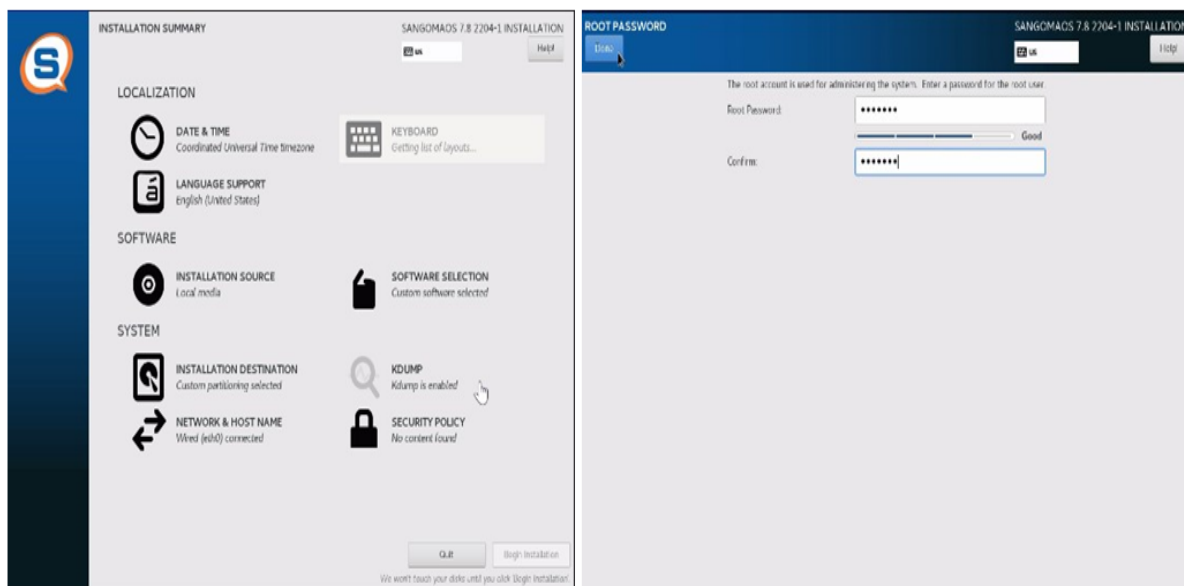 INSTALLATION SUMMARY
SANGOMAOS 7.8 2204-1 INSTALLATION
us
Help!
S
LOCALIZATION
DATE & TIME
Coordinated Universal Time timezone
KEYBOARD
Getting list of layouts...
LANGUAGE SUPPORT
English (United States)
SOFTWARE
INSTALLATION SOURCE
Local media
SOFTWARE SELECTION
Custom software selected
SYSTEM
INSTALLATION DESTINATION
Custom partitioning selected
KDUMP
Kdump is enabled
NETWORK & HOST NAME
Wired (eth0) connected
SECURITY POLICY
No content found
Quit
Begin Installation
We won't touch your disks until you click 'Begin Installation'.
ROOT PASSWORD
SANGOMAOS 7.8 2204-1 INSTALLATION
Done
us
Help!
The root account is used for administering the system. Enter a password for the root user.
Root Password:
•••••••
Good
Confirm:
•••••••